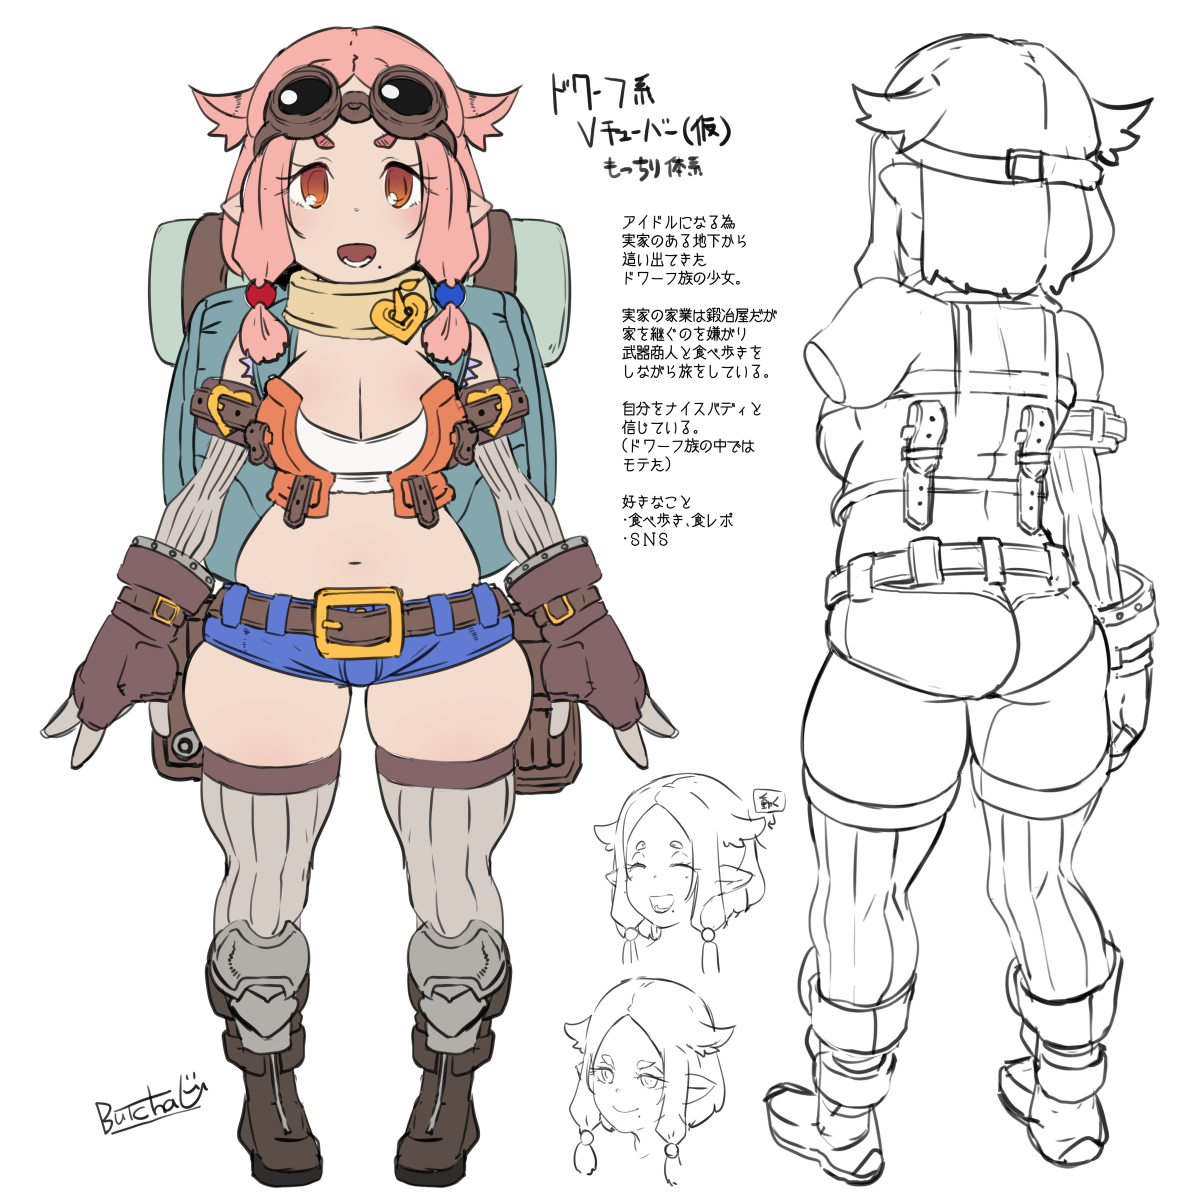 ドワーフ系
Vチューバー(仮)
もっちり体系
アイドルになる為
実家のある地下から
這い出てきた
ドワーフ族の少女。
実家の家業は鍛冶屋だが
家を継ぐのを嫌がり
武器商人と食べ歩きを
しながら旅をしている。
自分をナイスバディと
信じている。
(ドワーフ族の中では
モテた)
好きなこと
・食べ歩き、食レポ
・SNS
動く
ButchaU